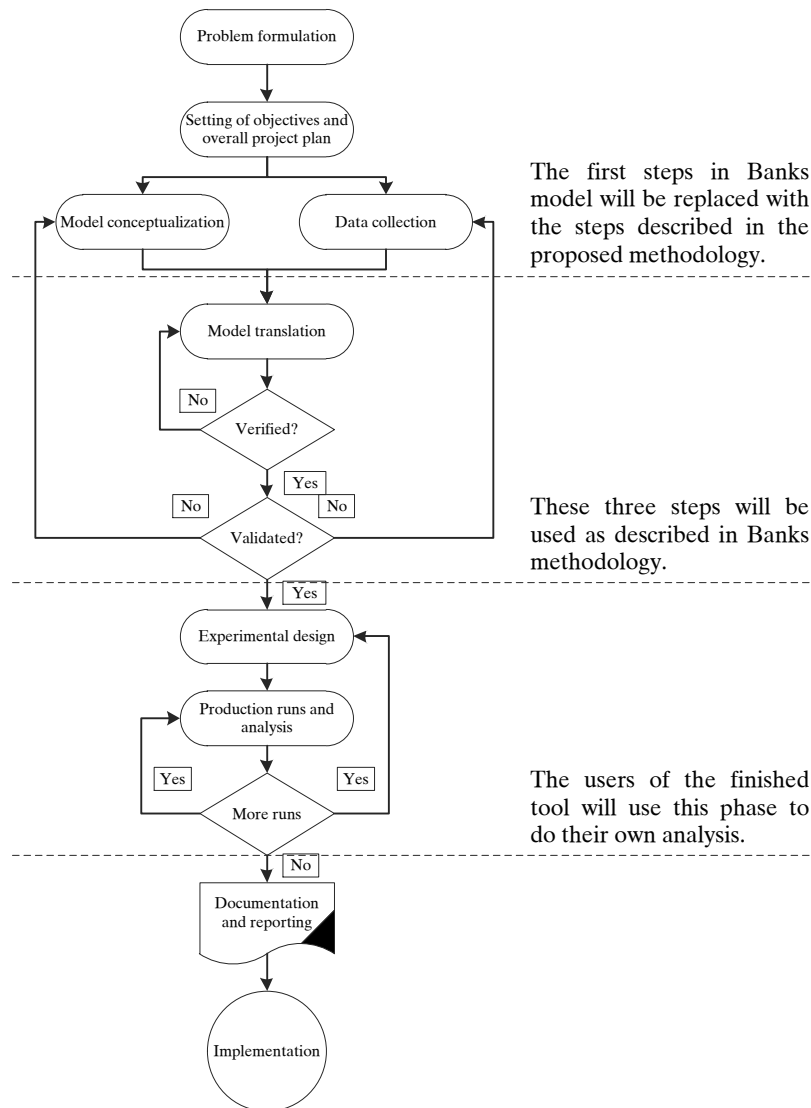 Problem formulation
Setting of objectives and
overall project plan
Model conceptualization
Data collection
The first steps in Banks
model will be replaced with
the steps described in the
proposed methodology.
Model translation
No
Verified?
Yes
No
No
Validated?
These three steps will be
used as described in Banks
methodology.
Yes
Experimental design
Production runs and
analysis
Yes
Yes
More runs
The users of the finished
tool will use this phase to
do their own analysis.
No
Documentation
and reporting
Implementation